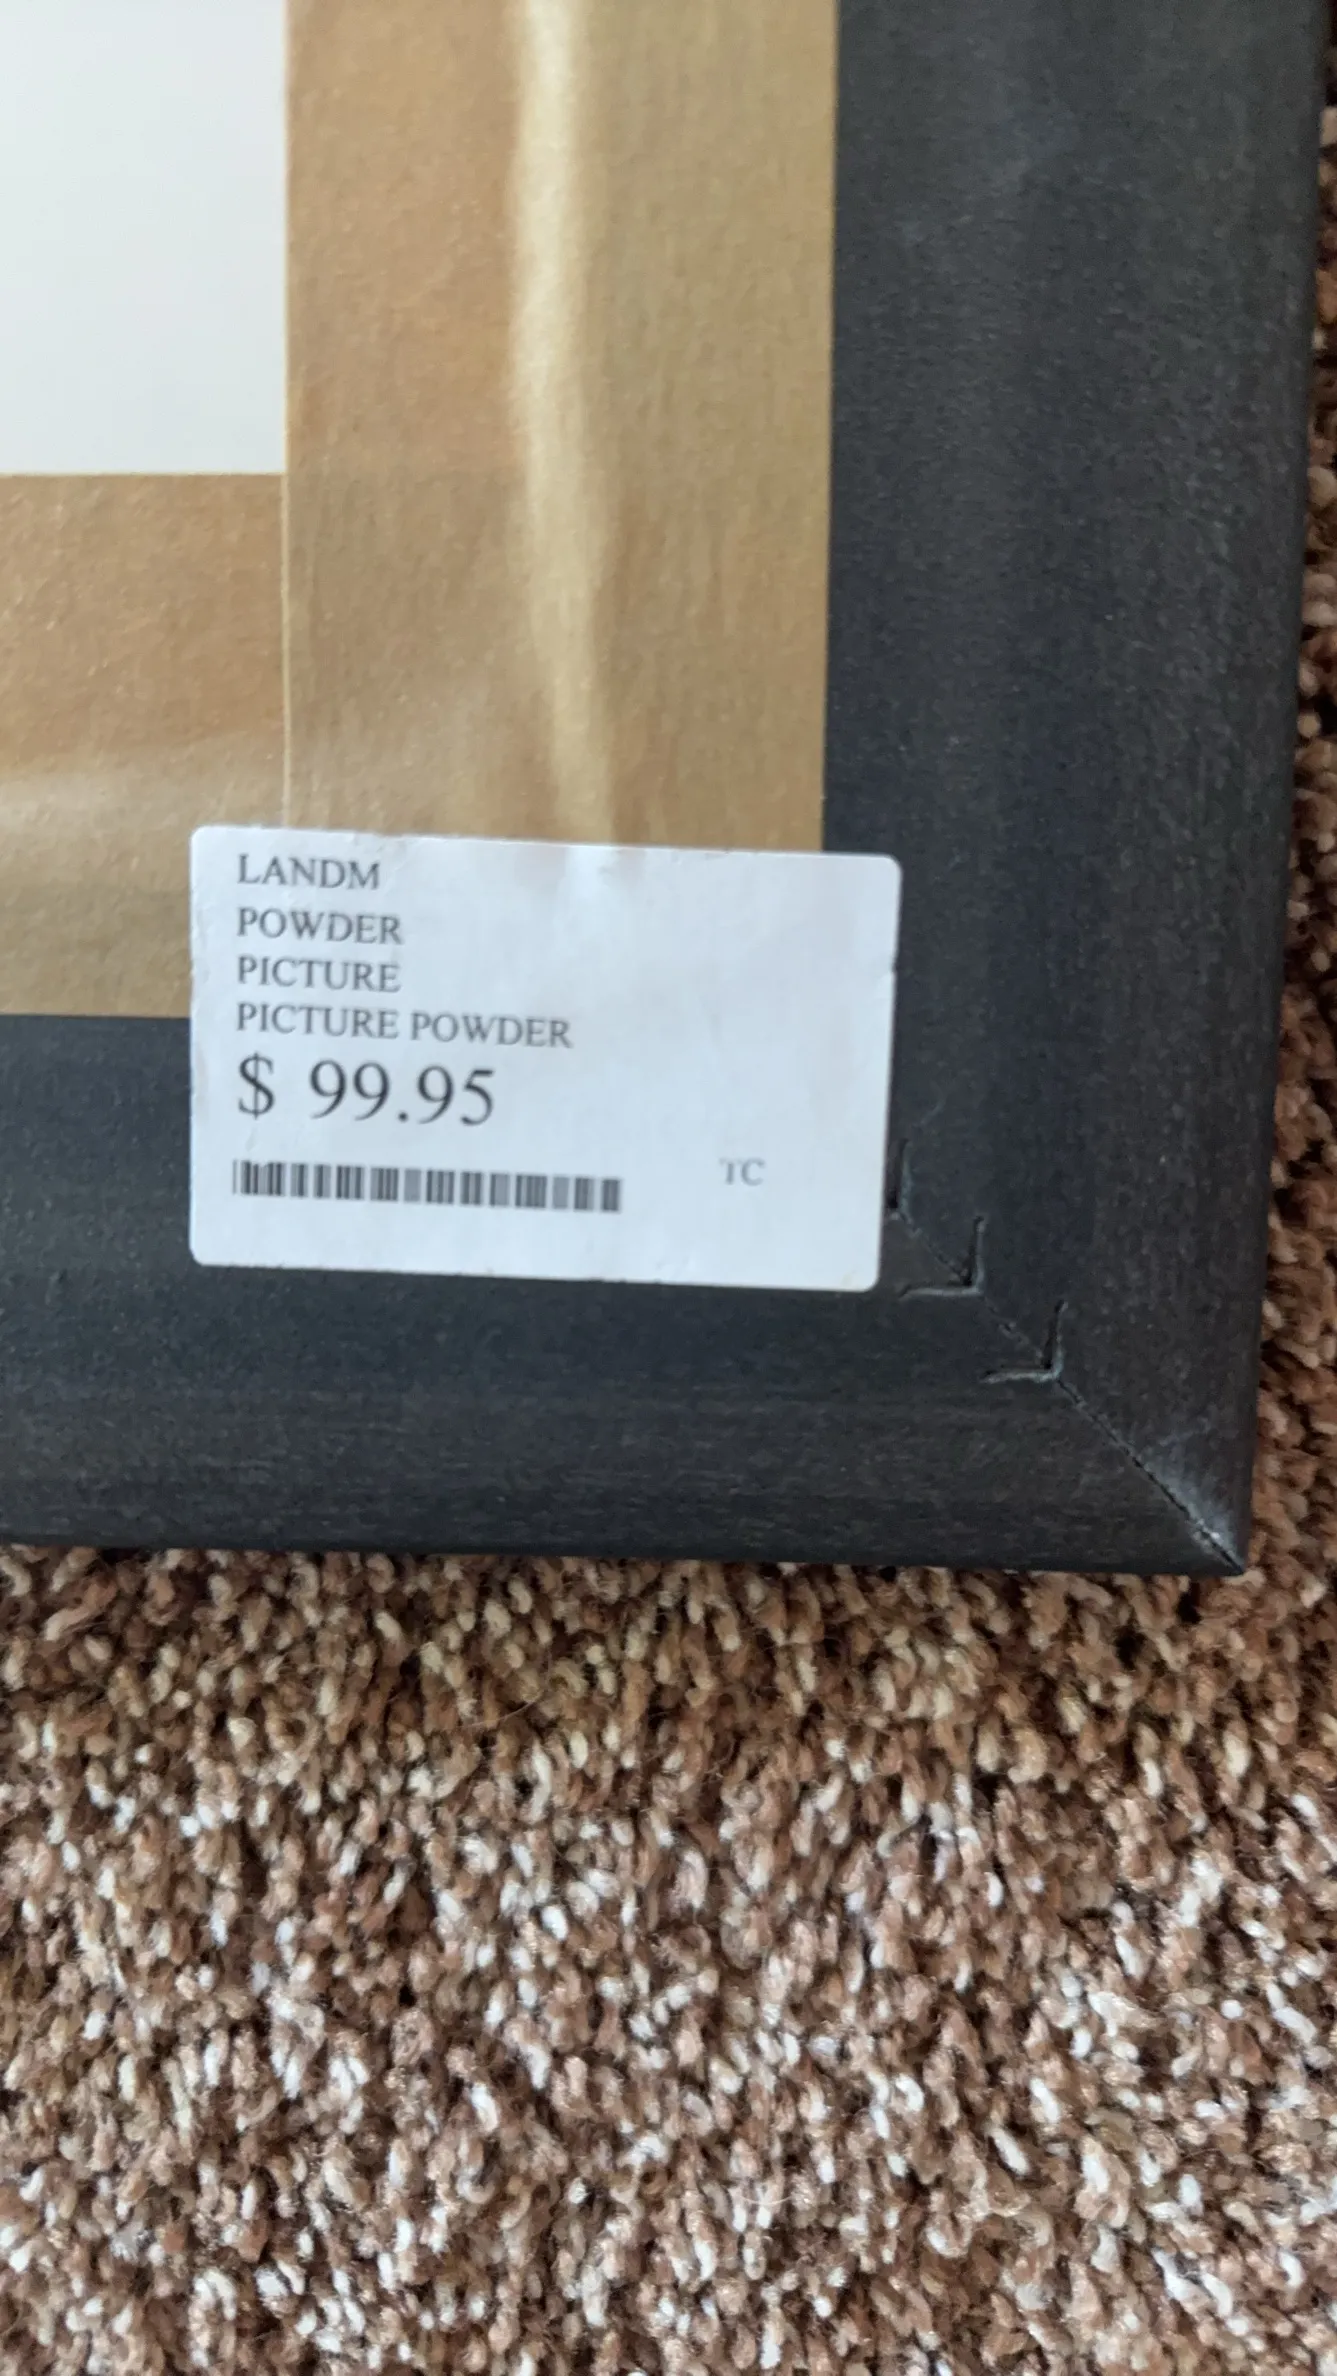 LANDM
POWDER
PICTURE
PICTURE POWDER
$ 99.95
TC